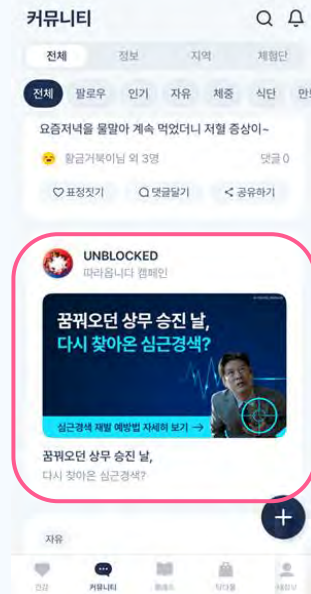 커뮤니티
전체 정보 지역 체험단
전체 팔로우 인기 자유 체중 식단
요즘저녁을 물말아 계속 먹었더니 저혈 증상이~
황금거북이님 외 3명 댓글 0
표정짓기 댓글달기 공유하기
UNBLOCKED
따라옵니다 캠페인
꿈꿔오던 상무 승진 날,
다시 찾아온 심근경색?
심근경색 재발 예방법 자세히 보기 →
꿈꿔오던 상무 승진 날,
다시 찾아온 심근경색?
자유
건강 커뮤니티